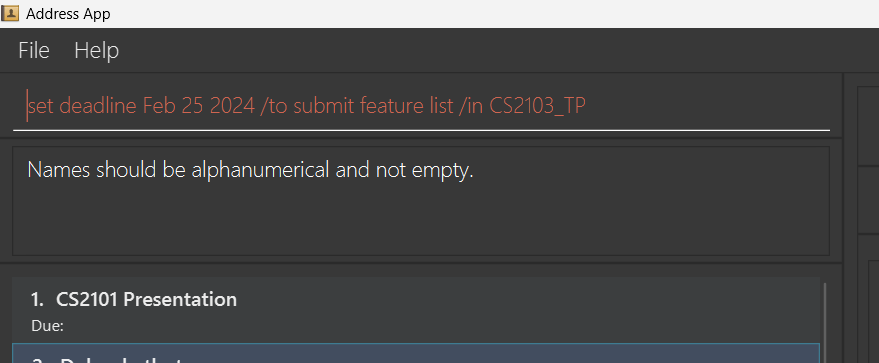 Address App
File Help
set deadline Feb 25 2024 /to submit feature list /in CS2103_TP
Names should be alphanumerical and not empty.
1. CS2101 Presentation
Due: